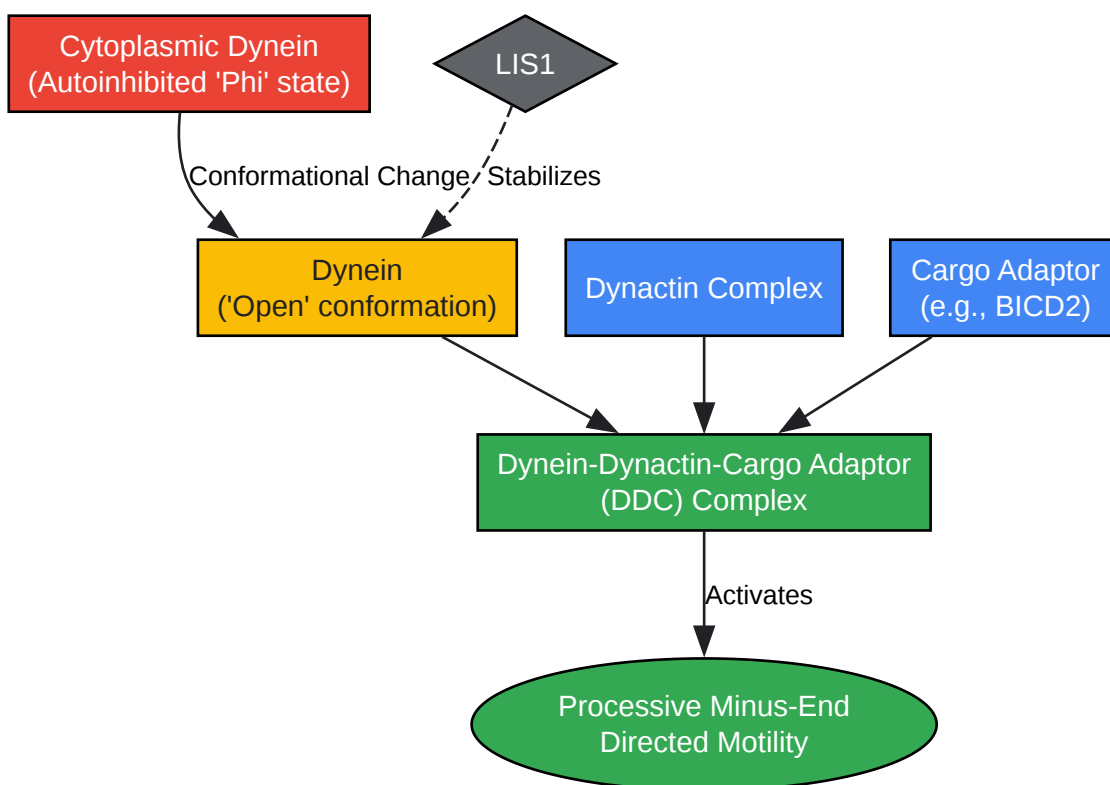 Cytoplasmic Dynein
(Autoinhibited 'Phi' state)
LIS1
Conformational Change
Stabilizes
Dynein
('Open' conformation)
Dynactin Complex
Cargo Adaptor
(e.g., BICD2)
Dynein-Dynactin-Cargo Adaptor
(DDC) Complex
Activates
Processive Minus-End
Directed Motility